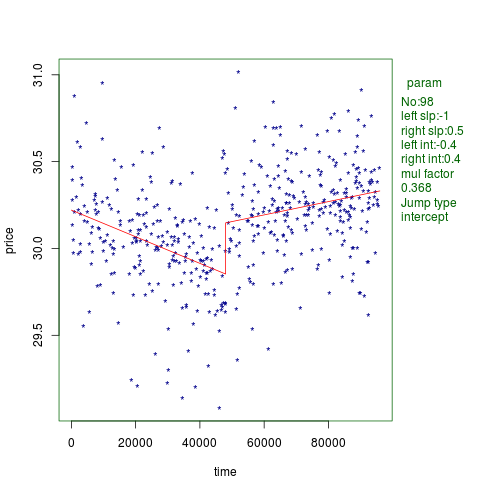 31.0
30.5
30.0
29.5
price
0
20000
40000
60000
80000
time
param
No:98
left slp:-1
right slp:0.5
left int:-0.4
right int:0.4
mul factor
0.368
Jump type
intercept